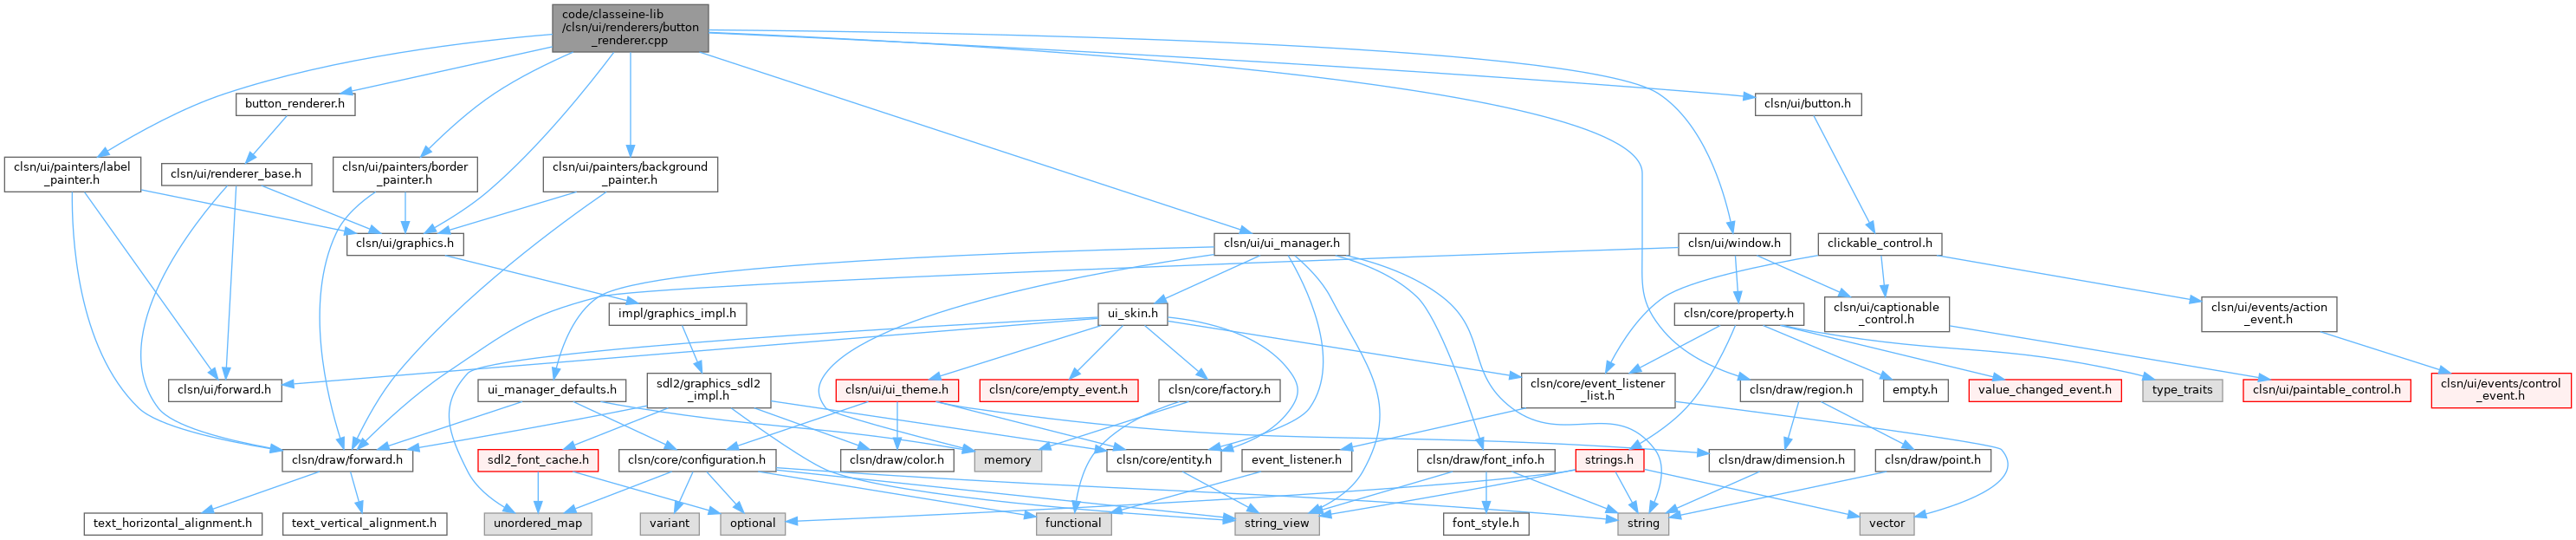 code/classeine-lib
/clsn/ui/renderers/button
_renderer.cpp
button_renderer.h
clsn/ui/button.h
clsn/ui/painters/label
_painter.h
clsn/ui/renderer_base.h
clsn/ui/painters/border
_painter.h
clsn/ui/painters/background
_painter.h
clsn/ui/graphics.h
clsn/ui/ui_manager.h
clsn/ui/window.h
clickable_control.h
impl/graphics_impl.h
ui_skin.h
clsn/core/property.h
clsn/ui/captionable
_control.h
clsn/ui/events/action
_event.h
clsn/ui/forward.h
ui_manager_defaults.h
sdl2/graphics_sdl2
_impl.h
clsn/ui/ui_theme.h
clsn/core/empty_event.h
clsn/core/factory.h
clsn/core/event_listener
_list.h
clsn/draw/region.h
empty.h
value_changed_event.h
type_traits
clsn/ui/paintable_control.h
clsn/ui/events/control
_event.h
clsn/draw/forward.h
sdl2_font_cache.h
clsn/core/configuration.h
clsn/draw/color.h
memory
clsn/core/entity.h
event_listener.h
clsn/draw/font_info.h
strings.h
clsn/draw/dimension.h
clsn/draw/point.h
text_horizontal_alignment.h
text_vertical_alignment.h
unordered_map
variant
optional
functional
string_view
font_style.h
string
vector